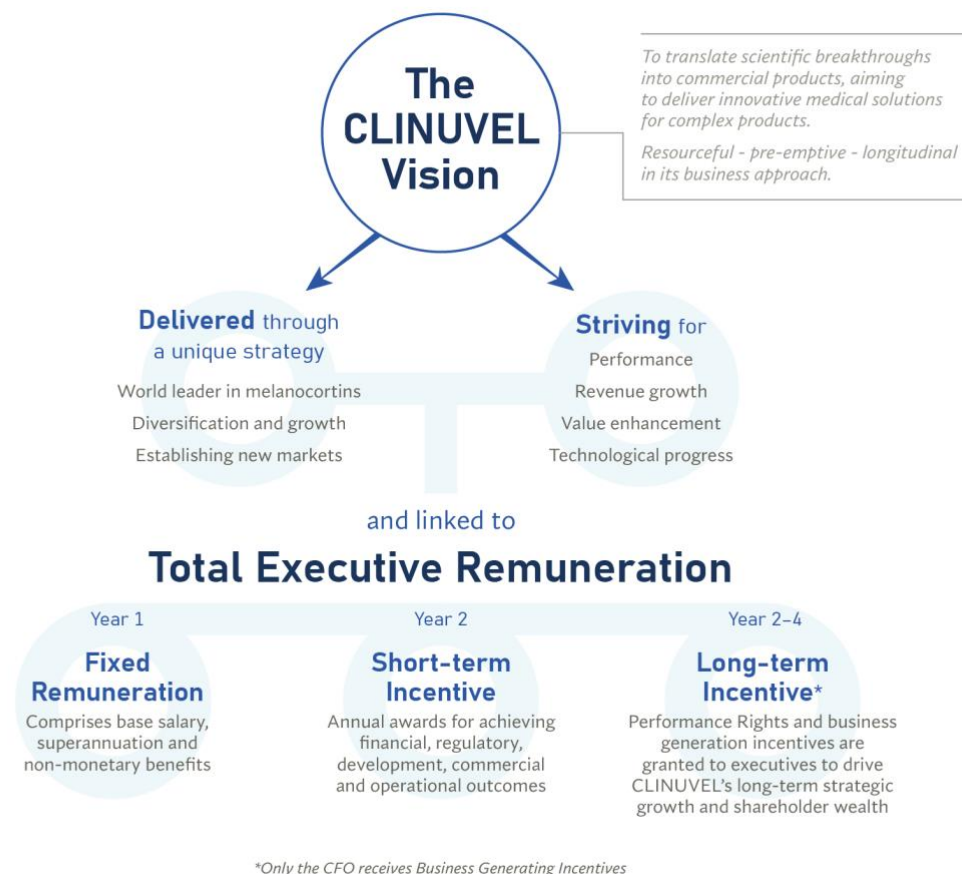 The
CLINUVEL
Vision
To translate scientific breakthroughs
into commercial products, aiming
to deliver innovative medical solutions
for complex products.
Resourceful - pre-emptive - longitudinal
in its business approach.
Delivered through
a unique strategy
World leader in melanocortins
Diversification and growth
Establishing new markets
Striving for
Performance
Revenue growth
Value enhancement
Technological progress
and linked to
Total Executive Remuneration
Year 1
Fixed
Remuneration
Comprises base salary,
superannuation and
non-monetary benefits
Year 2
Short-term
Incentive
Annual awards for achieving
financial, regulatory,
development, commercial
and operational outcomes
Year 2–4
Long-term
Incentive*
Performance Rights and business
generation incentives are
granted to executives to drive
CLINUVEL's long-term strategic
growth and shareholder wealth
*Only the CFO receives Business Generating Incentives